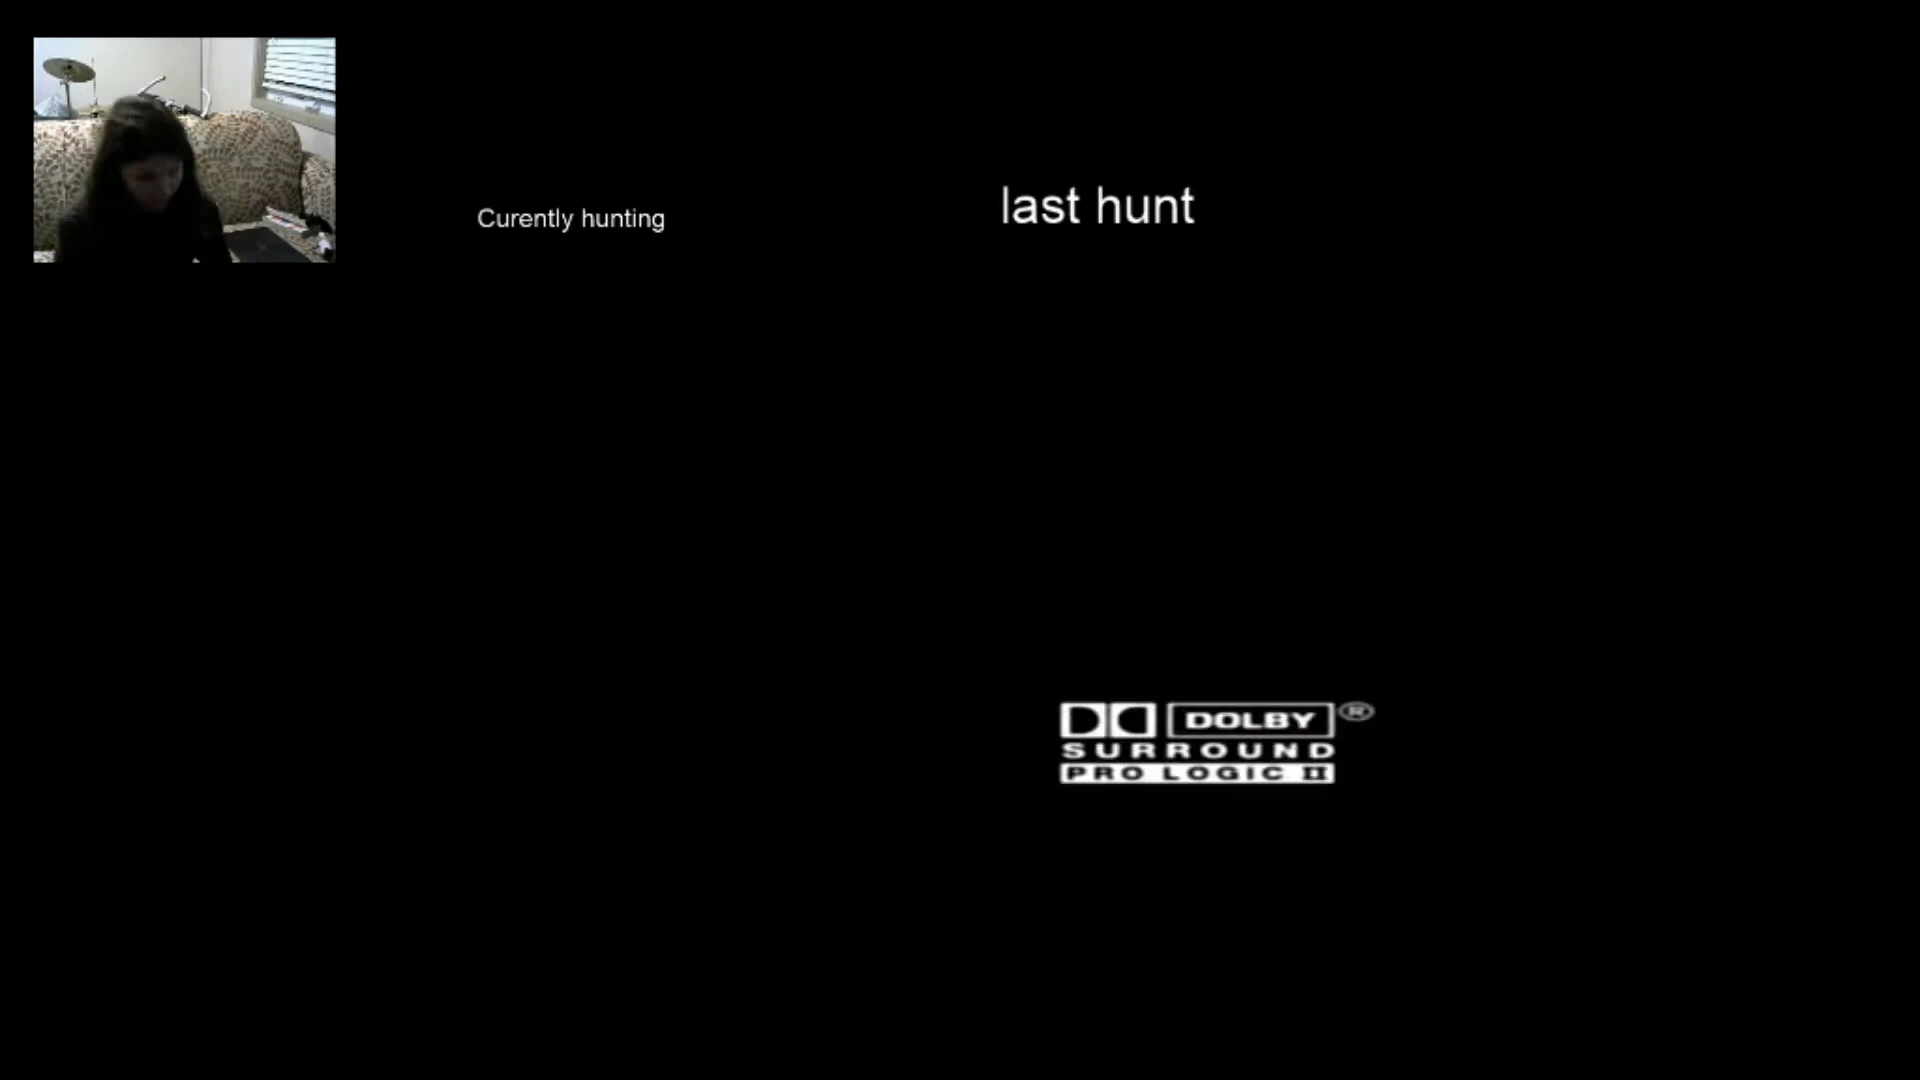 Curently hunting
last hunt
DOLBY ®
SURROUND
PRO LOGIC II